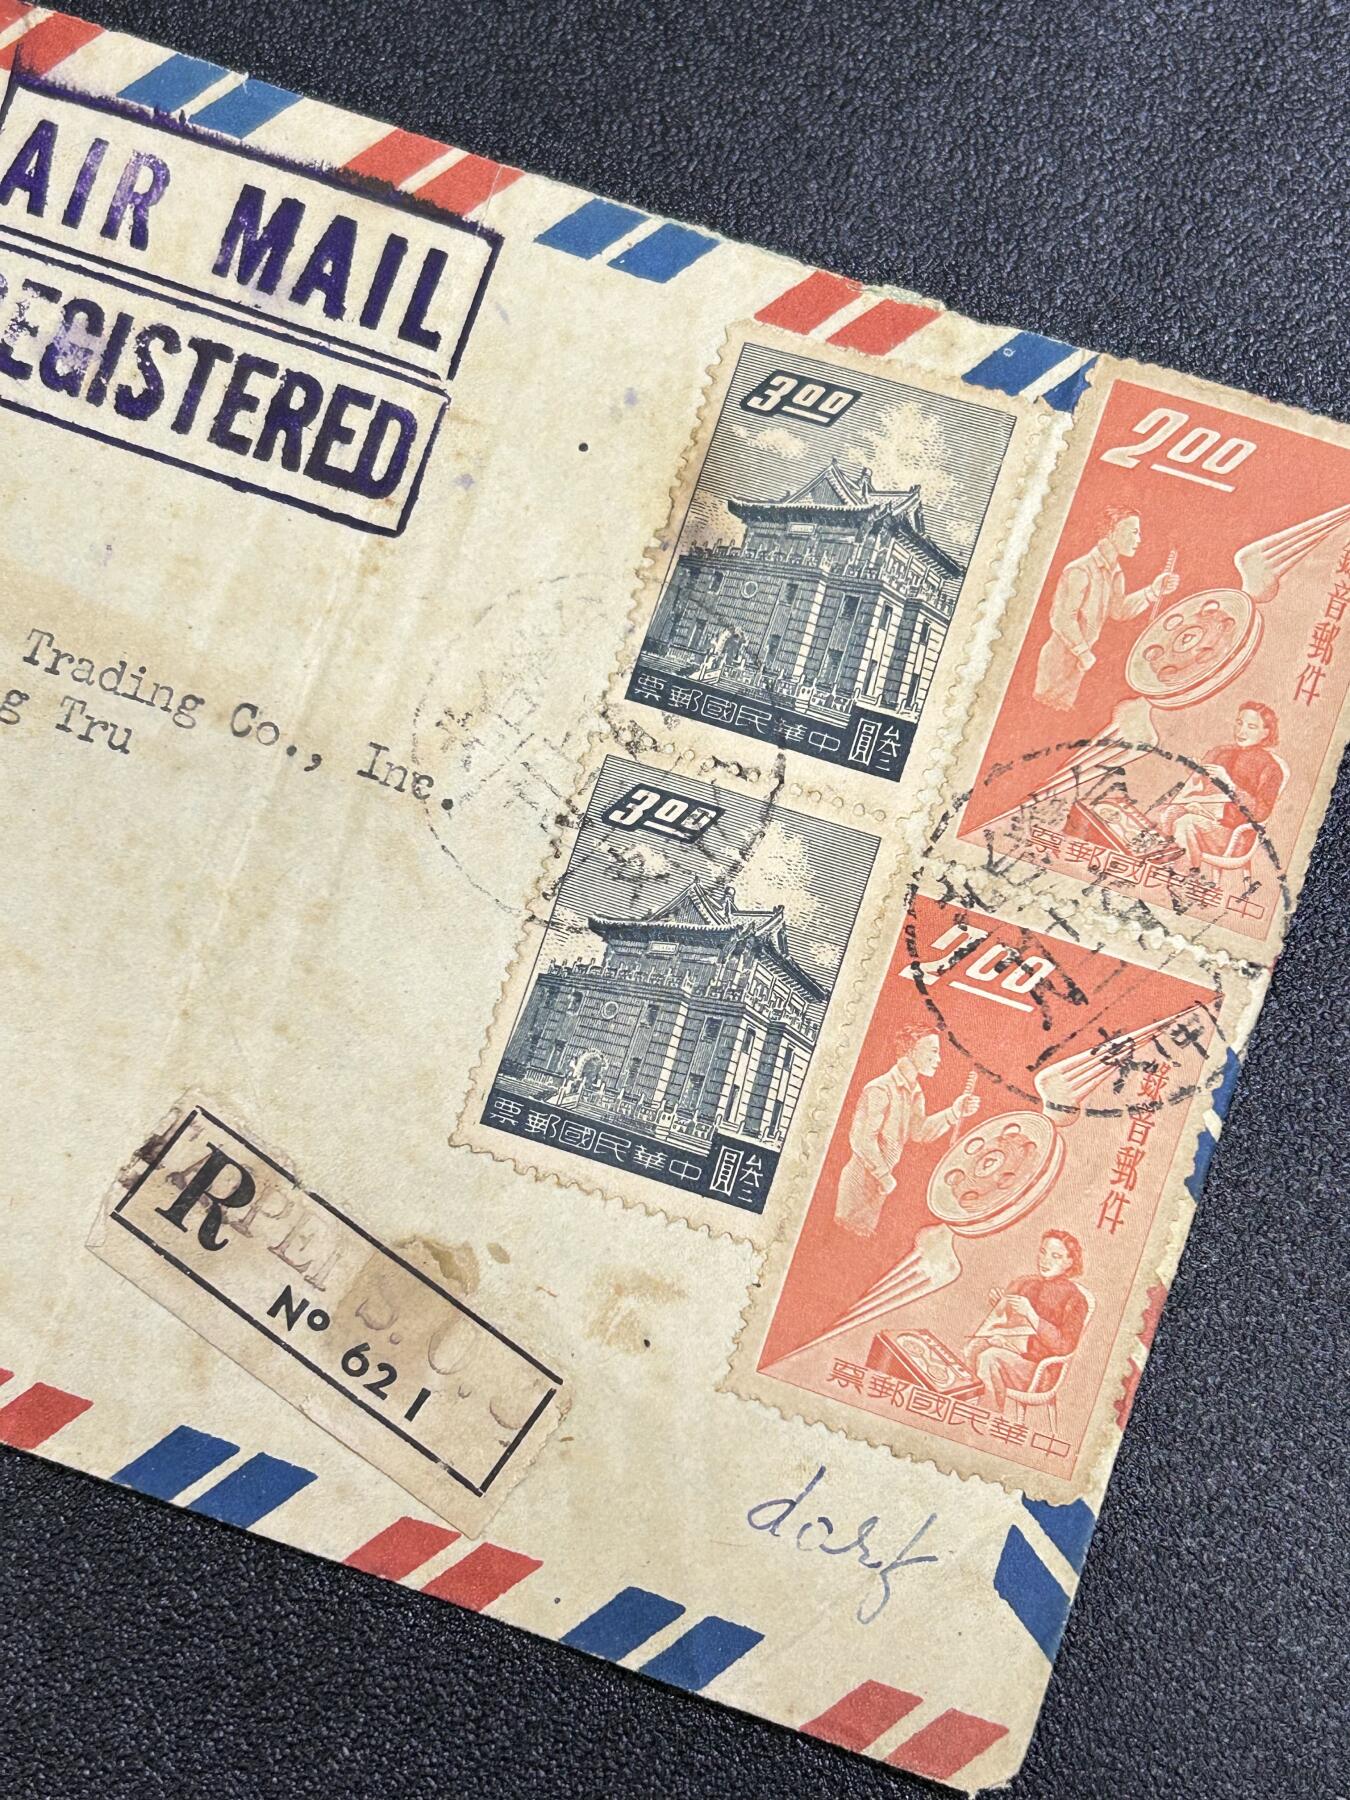 AIR MAIL
REGISTERED
Trading Co., Inc.
g Tru
3.00
票郵國民華中
叁圓
3.00
票郵國民華中
叁圓
2.00
錄音郵件
票郵國民華中
2.00
錄音郵件
票郵國民華中
R
TAIPEI
Nº 621